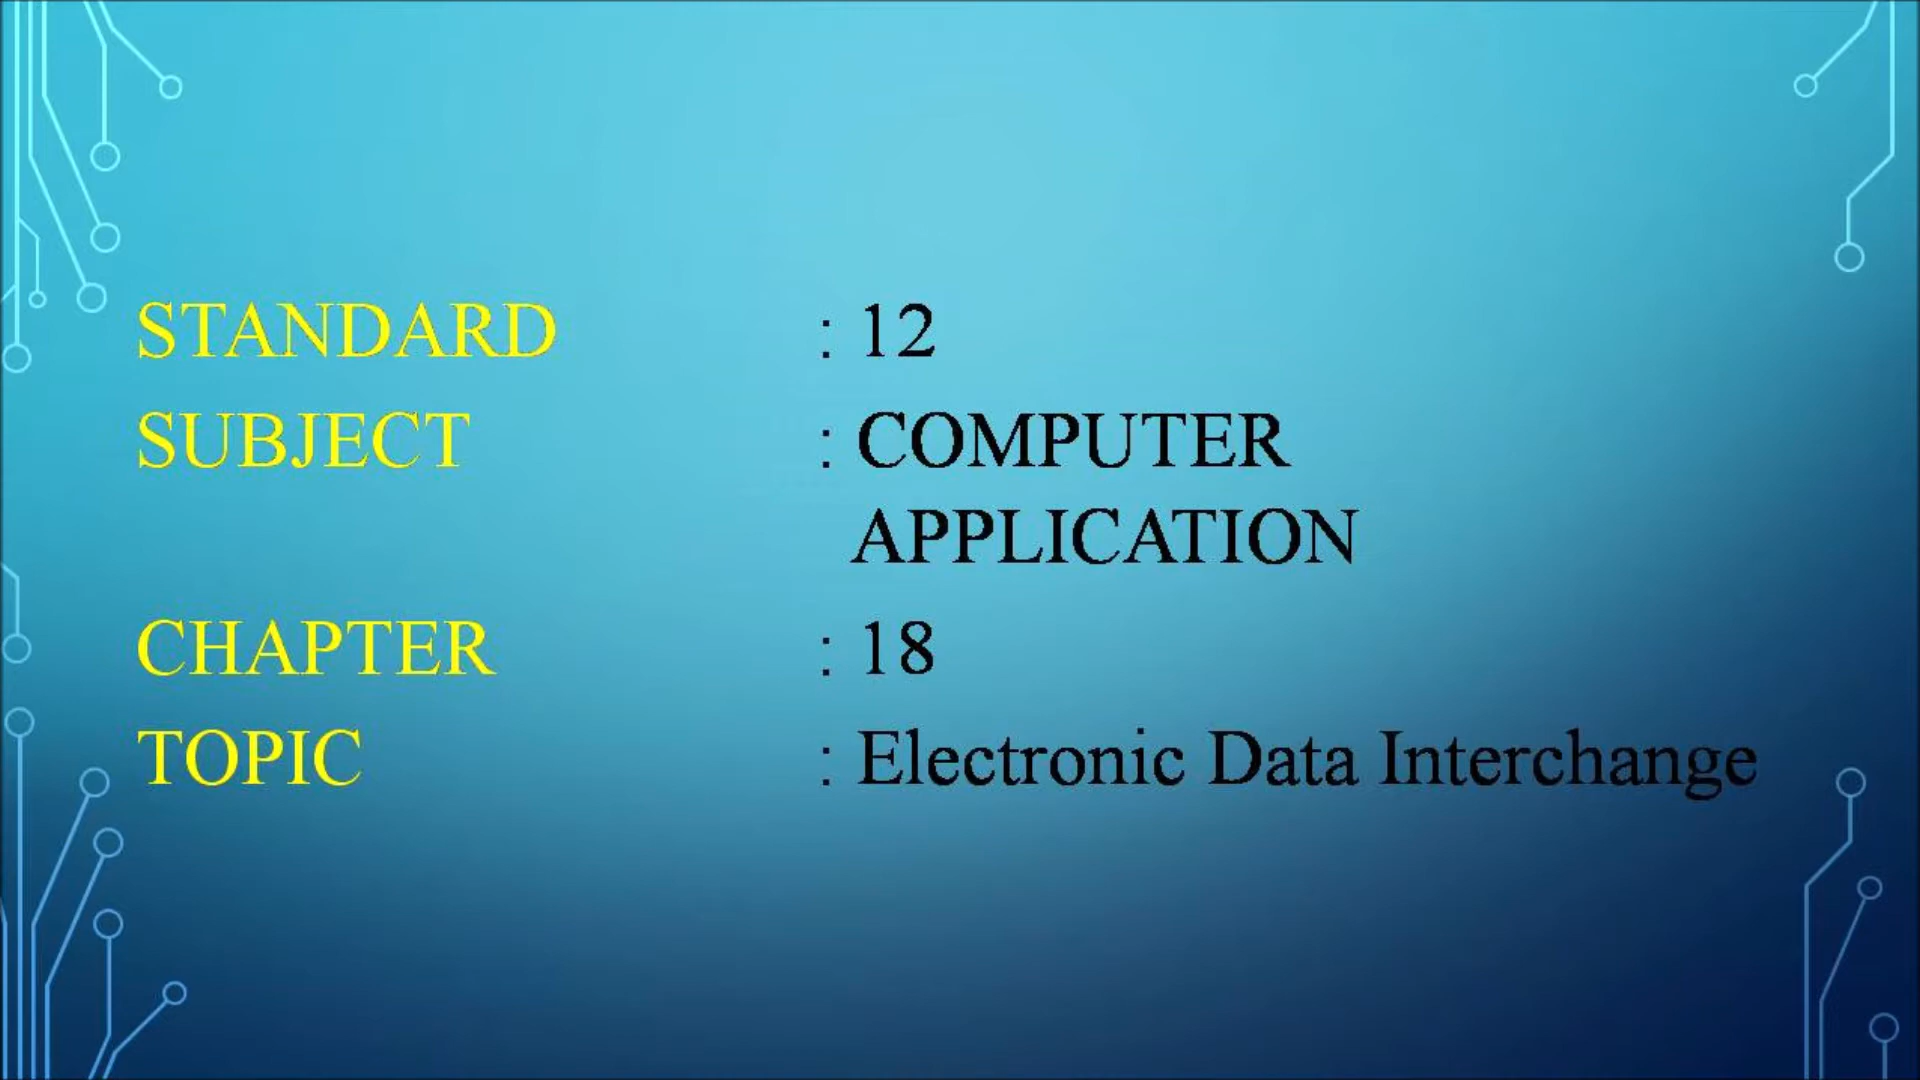 STANDARD : 12
SUBJECT : COMPUTER
APPLICATION
CHAPTER : 18
TOPIC : Electronic Data Interchange